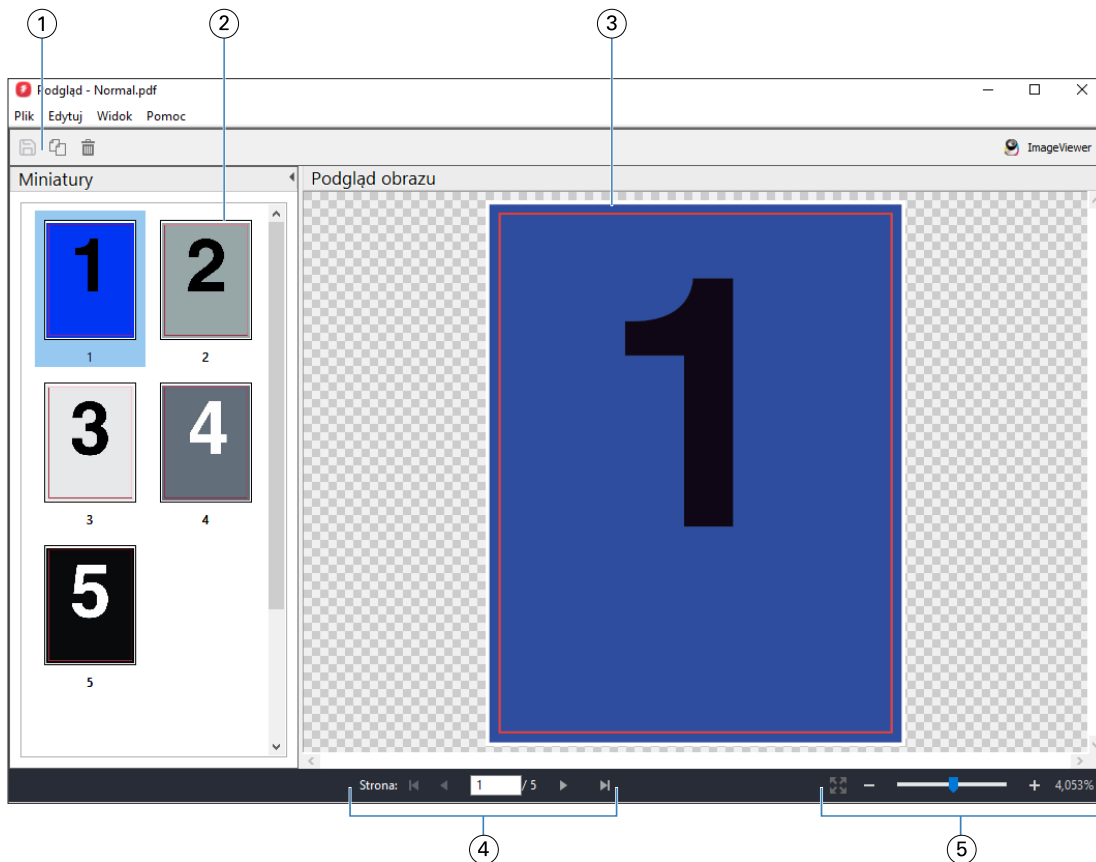 1 2 3
Podgląd - Normal.pdf
Plik Edytuj Widok Pomoc
ImageViewer
Miniatury
Podgląd obrazu
1 2
1 2
3 4
3 4
5
5
1
Strona: 1 / 5
4,053%
4 5